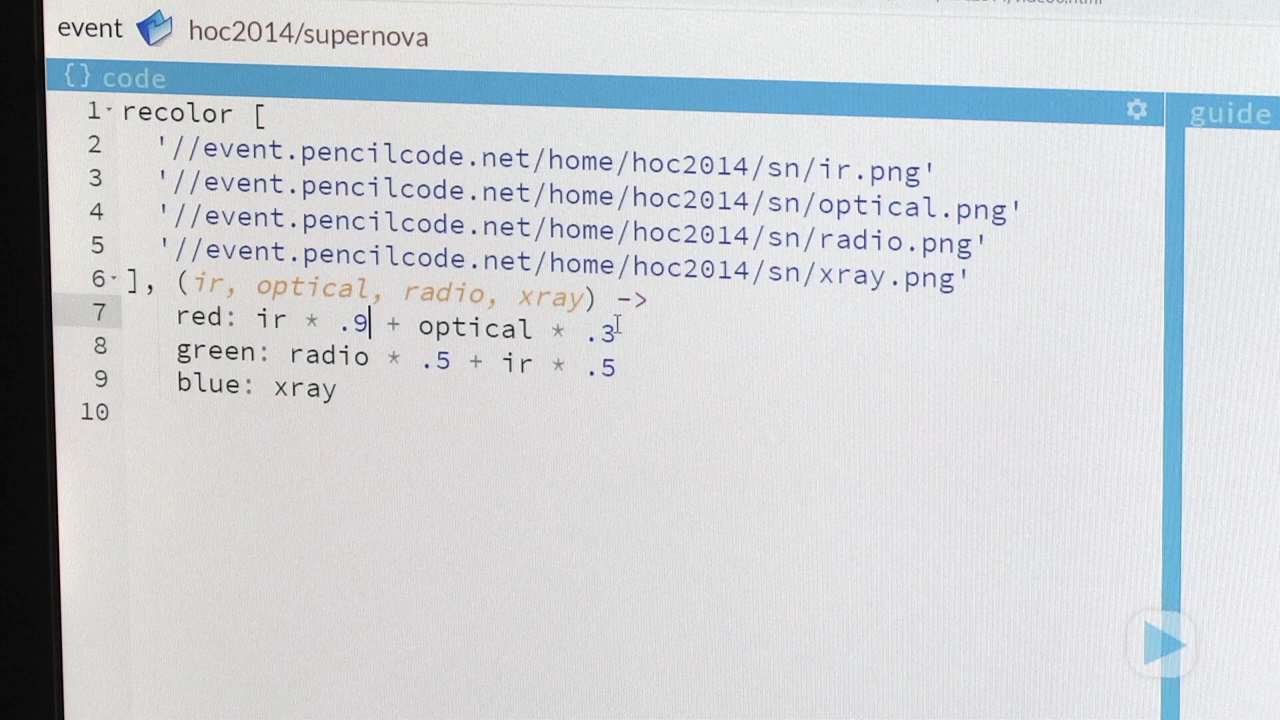 event hoc2014/supernova
{} code
guide
1 recolor [
2 '//event.pencilcode.net/home/hoc2014/sn/ir.png'
3 '//event.pencilcode.net/home/hoc2014/sn/optical.png'
4 '//event.pencilcode.net/home/hoc2014/sn/radio.png'
5 '//event.pencilcode.net/home/hoc2014/sn/xray.png'
6 ], (ir, optical, radio, xray) ->
7 red: ir * .9 + optical * .3
8 green: radio * .5 + ir * .5
9 blue: xray
10